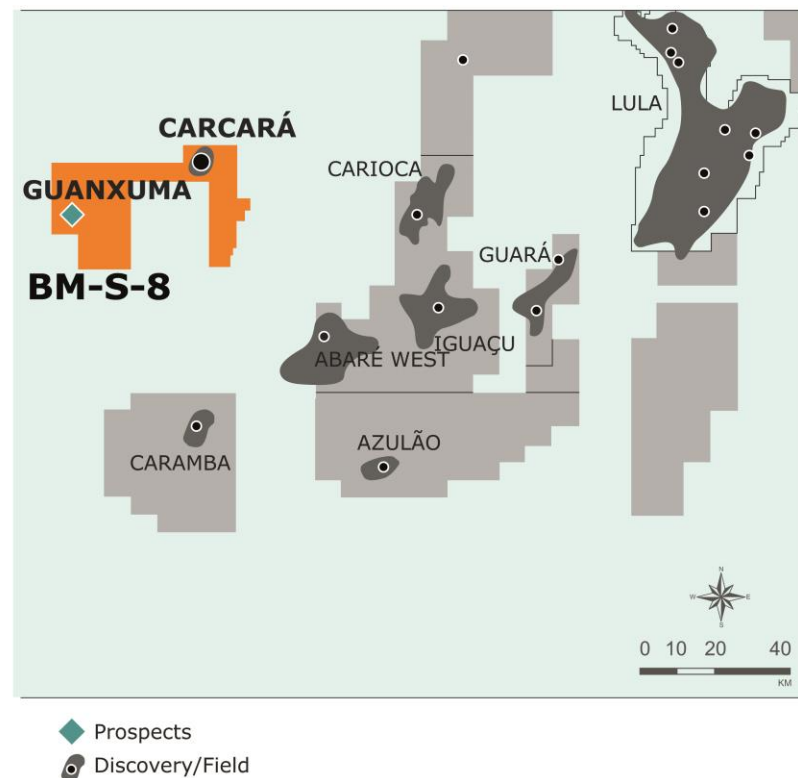 LULA
CARCARÁ
CARIOCA
GUANXUMA
GUARÁ
BM-S-8
IGUAÇU
ABARÉ WEST
AZULÃO
CARAMBA
N
W E
S
0 10 20 40
KM
Prospects
Discovery/Field